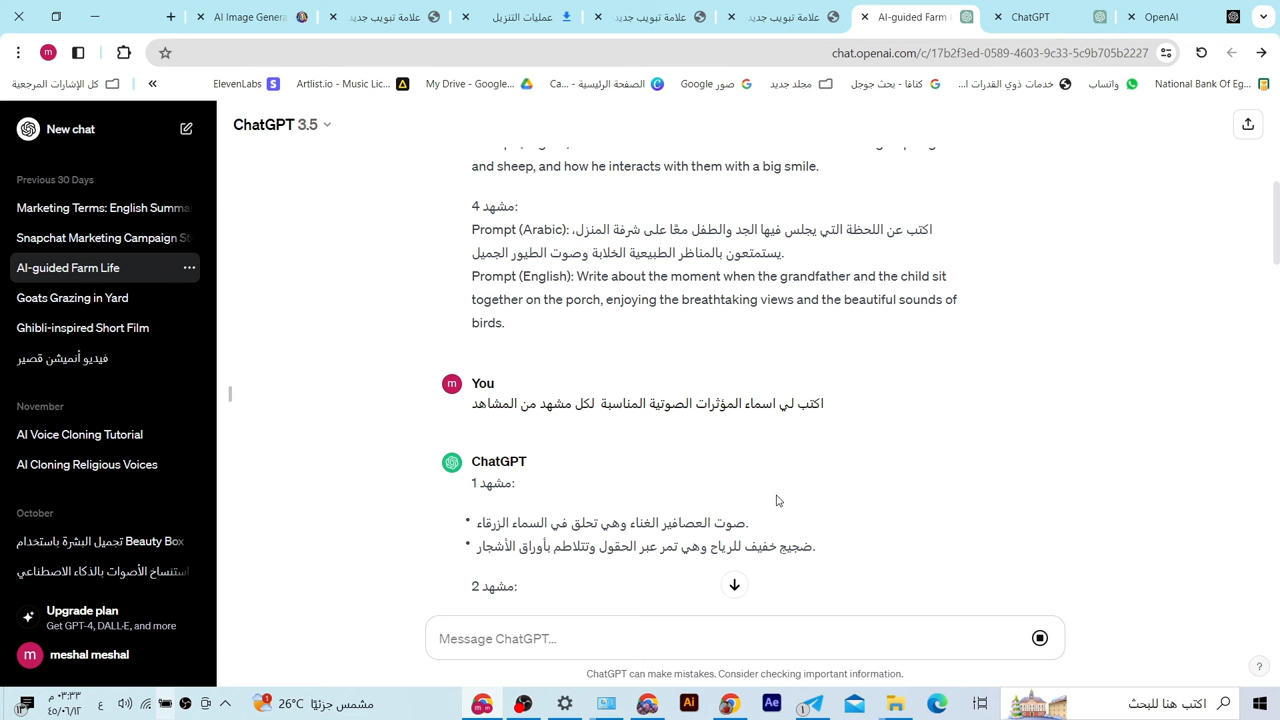 AI Image Genera
علامة تبويب جديد
عمليات التنزيل
علامة تبويب جديد
علامة تبويب جديد
AI-guided Farm
ChatGPT
OpenAI
m
chat.openai.com/c/17b2f3ed-0589-4603-9c33-5c9b705b2227
كل الإشارات المرجعية
«
ElevenLabs
Artlist.io - Music Lic...
My Drive - Google...
الصفحة الرئيسية - Ca...
صور Google
مجلد جديد
كنافا - بحث جوجل
خدمات ذوي القدرات ا...
واتساب
National Bank Of Eg...
New chat
Previous 30 Days
Marketing Terms: English Summa
Snapchat Marketing Campaign St
AI-guided Farm Life
Goats Grazing in Yard
Ghibli-inspired Short Film
فيديو أنميشن قصير
November
AI Voice Cloning Tutorial
AI Cloning Religious Voices
October
تجميل البشرة باستخدام Beauty Box
استنساخ الأصوات بالذكاء الاصطناعي
Upgrade plan
Get GPT-4, DALL·E, and more
m
meshal meshal
ChatGPT 3.5
and sheep, and how he interacts with them with a big smile.
مشهد 4:
Prompt (Arabic): اكتب عن اللحظة التي يجلس فيها الجد والطفل معًا على شرفة المنزل،
يستمتعون بالمناظر الطبيعية الخلابة وصوت الطيور الجميل.
Prompt (English): Write about the moment when the grandfather and the child sit
together on the porch, enjoying the breathtaking views and the beautiful sounds of
birds.
m
You
اكتب لي اسماء المؤثرات الصوتية المناسبة لكل مشهد من المشاهد
ChatGPT
مشهد 1:
• صوت العصافير الغناء وهي تحلق في السماء الزرقاء.
• ضجيج خفيف للرياح وهي تمر عبر الحقول وتتلاطم بأوراق الأشجار.
مشهد 2:
Message ChatGPT...
ChatGPT can make mistakes. Consider checking important information.
?
٠٣:٣٣ م
٤٥/٠٦/١٢
ع
26°C مشمس جزئيًا
Ai
Ae
1
اكتب هنا للبحث